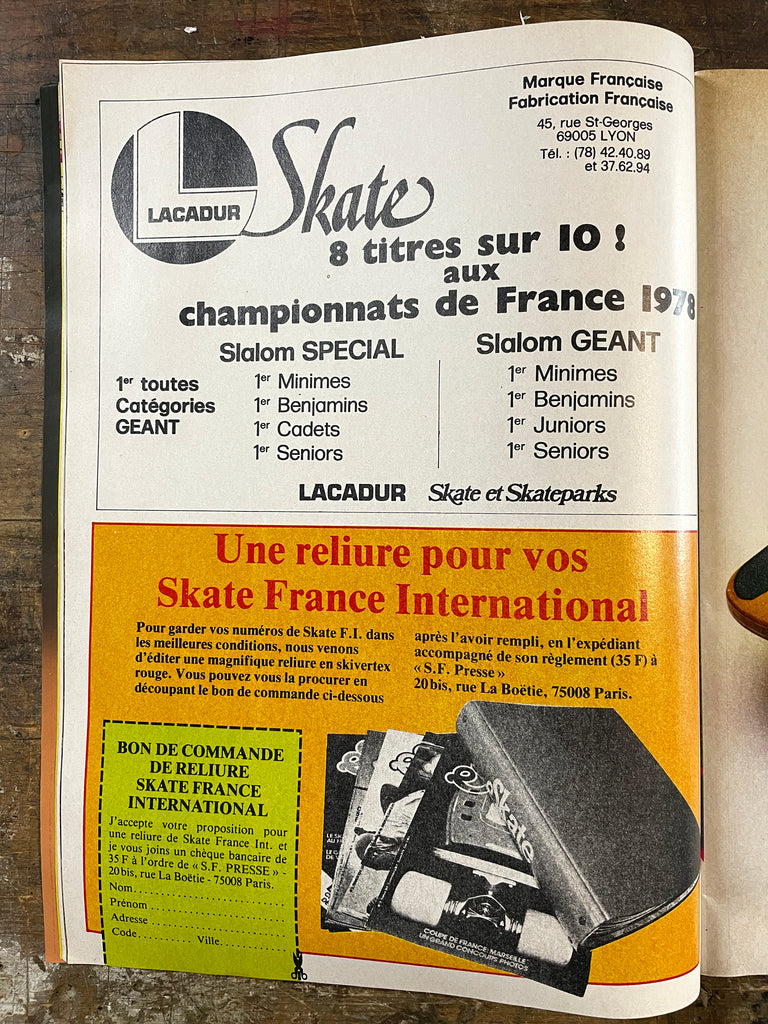 Marque Française
Fabrication Française
45, rue St-Georges
69005 LYON
Tél. : (78) 42.40.89
et 37.62.94
LACADUR
Skate
8 titres sur 10 !
aux
championnats de France 1978
Slalom SPECIAL
1er toutes
Catégories
GEANT
1er Minimes
1er Benjamins
1er Cadets
1er Seniors
Slalom GEANT
1er Minimes
1er Benjamins
1er Juniors
1er Seniors
LACADUR Skate et Skateparks
Une reliure pour vos
Skate France International
Pour garder vos numéros de Skate F.I. dans
les meilleures conditions, nous venons
d'éditer une magnifique reliure en skivertex
rouge. Vous pouvez vous la procurer en
découpant le bon de commande ci-dessous
après l'avoir rempli, en l'expédiant
accompagné de son règlement (35 F) à
« S.F. Presse »
20 bis, rue La Boëtie, 75008 Paris.
BON DE COMMANDE
DE RELIURE
SKATE FRANCE
INTERNATIONAL
J'accepte votre proposition pour
une reliure de Skate France Int. et
je vous joins un chèque bancaire de
35 F à l'ordre de « S.F. PRESSE » -
20 bis, rue La Boëtie - 75008 Paris.
Nom
Prénom
Adresse
Code.......... Ville
Skate
COUPE DE FRANCE: MARSEILLE
UN GRAND CONCOURS PHOTOS